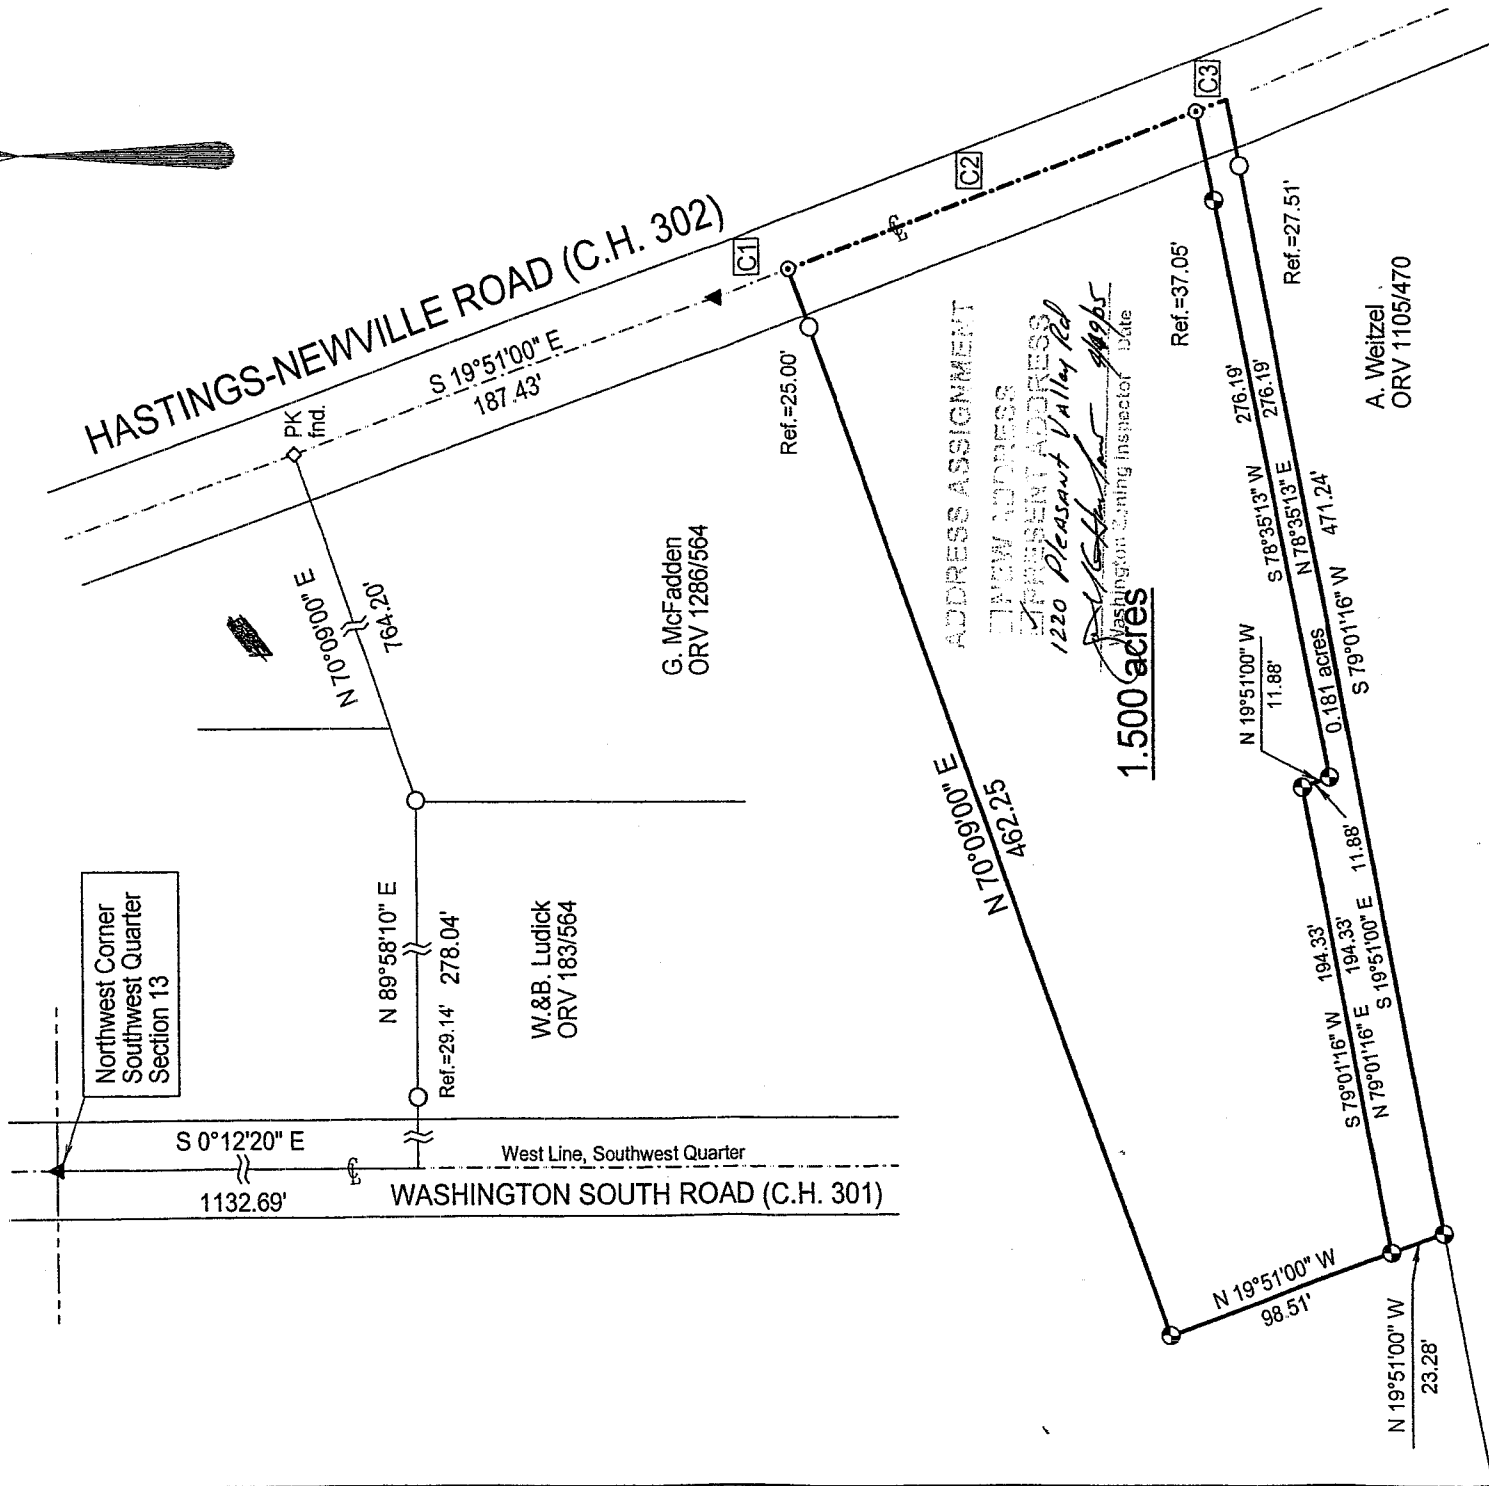 HASTINGS-NEWVILLE ROAD (C.H. 302)
S 19°51'00" E
187.43'
PK
fnd.
C1
C2
C3
N 70°09'00" E
764.20'
G. McFadden
ORV 1286/564
Northwest Corner
Southwest Quarter
Section 13
N 89°58'10" E
Ref.=29.14' 278.04'
W.&B. Ludick
ORV 183/564
S 0°12'20" E
1132.69'
West Line, Southwest Quarter
WASHINGTON SOUTH ROAD (C.H. 301)
Ref.=25.00'
Ref.=37.05'
Ref.=27.51'
A. Weitzel
ORV 1105/470
ADDRESS ASSIGNMENT
NEW ADDRESS
PRESENT ADDRESS
1220 Pleasant Valley Rd
Washington Zoning Inspector Date
1.500 acres
N 70°09'00" E
462.25
S 78°35'13" W 276.19'
N 78°35'13" E 276.19'
S 79°01'16" W 471.24'
0.181 acres
N 19°51'00" W
11.88'
S 79°01'16" W 194.33'
N 79°01'16" E 194.33'
S 19°51'00" E 11.88'
N 19°51'00" W
98.51'
N 19°51'00" W
23.28'